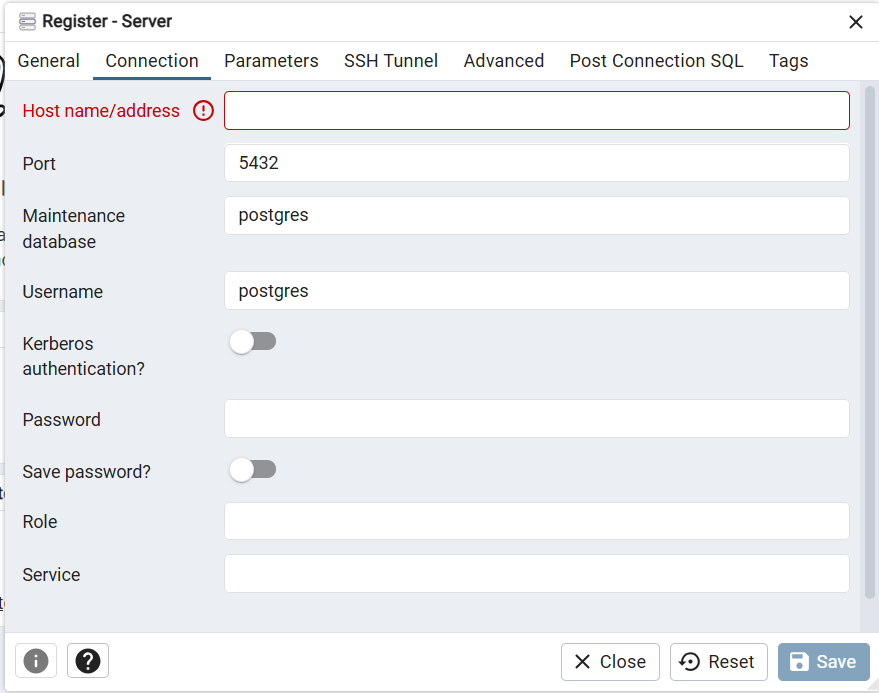 Register - Server
General Connection Parameters SSH Tunnel Advanced Post Connection SQL Tags
Host name/address
Port 5432
Maintenance database postgres
Username postgres
Kerberos authentication?
Password
Save password?
Role
Service
Close Reset Save